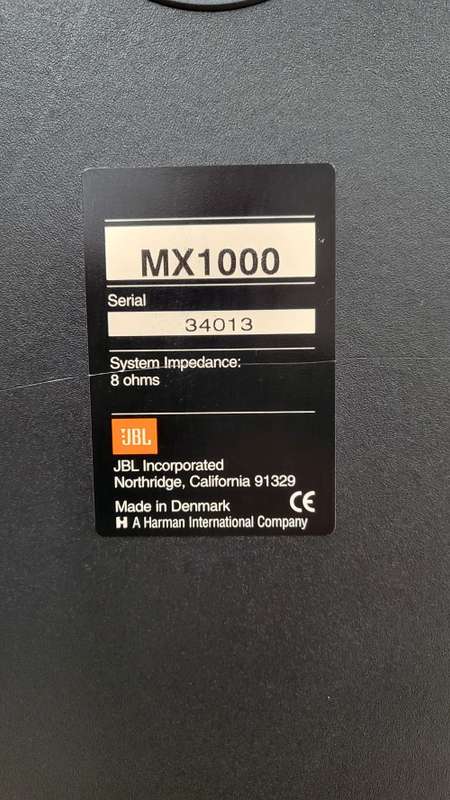 MX1000
Serial
34013
System Impedance:
8 ohms
JBL
JBL Incorporated
Northridge, California 91329
Made in Denmark CE
H A Harman International Company